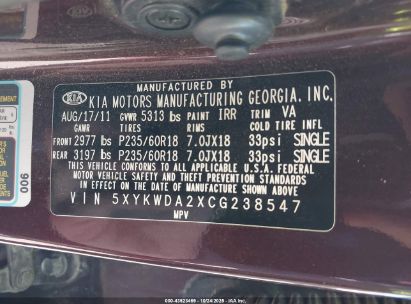 MANUFACTURED BY
KIA KIA MOTORS MANUFACTURING GEORGIA, INC.
AUG/17/11 GVWR 5313 lbs PAINT IRR TRIM VA
GAWR TIRES RIMS COLD TIRE INFL
FRONT 2977 lbs P235/60R18 7.0JX18 33psi SINGLE
REAR 3197 lbs P235/60R18 7.0JX18 33psi SINGLE
THIS VEHICLE CONFORMS TO ALL APPLICABLE
U.S.A. FEDERAL MOTOR VEHICLE
SAFETY AND THEFT PREVENTION STANDARDS
IN EFFECT ON THE DATE OF MANUFACTURE SHOWN ABOVE
VIN 5XYKWDA2XCG238547
MPV
006